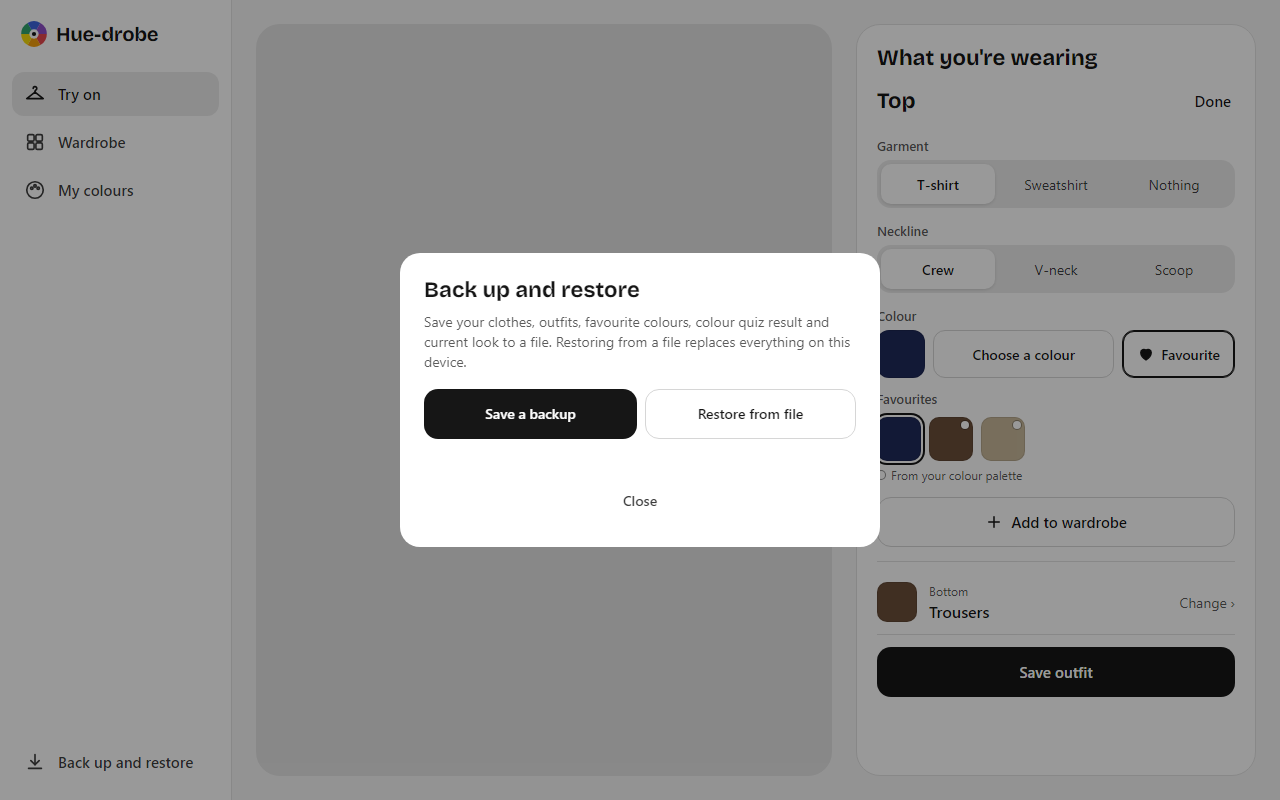 Hue-drobe
Try on
Wardrobe
My colours
Back up and restore
What you're wearing
Top
Done
Garment
T-shirt
Sweatshirt
Nothing
Neckline
Crew
V-neck
Scoop
Colour
Choose a colour
Favourite
Favourites
From your colour palette
Add to wardrobe
Bottom
Trousers
Change ›
Save outfit
Back up and restore
Save your clothes, outfits, favourite colours, colour quiz result and
current look to a file. Restoring from a file replaces everything on this
device.
Save a backup
Restore from file
Close